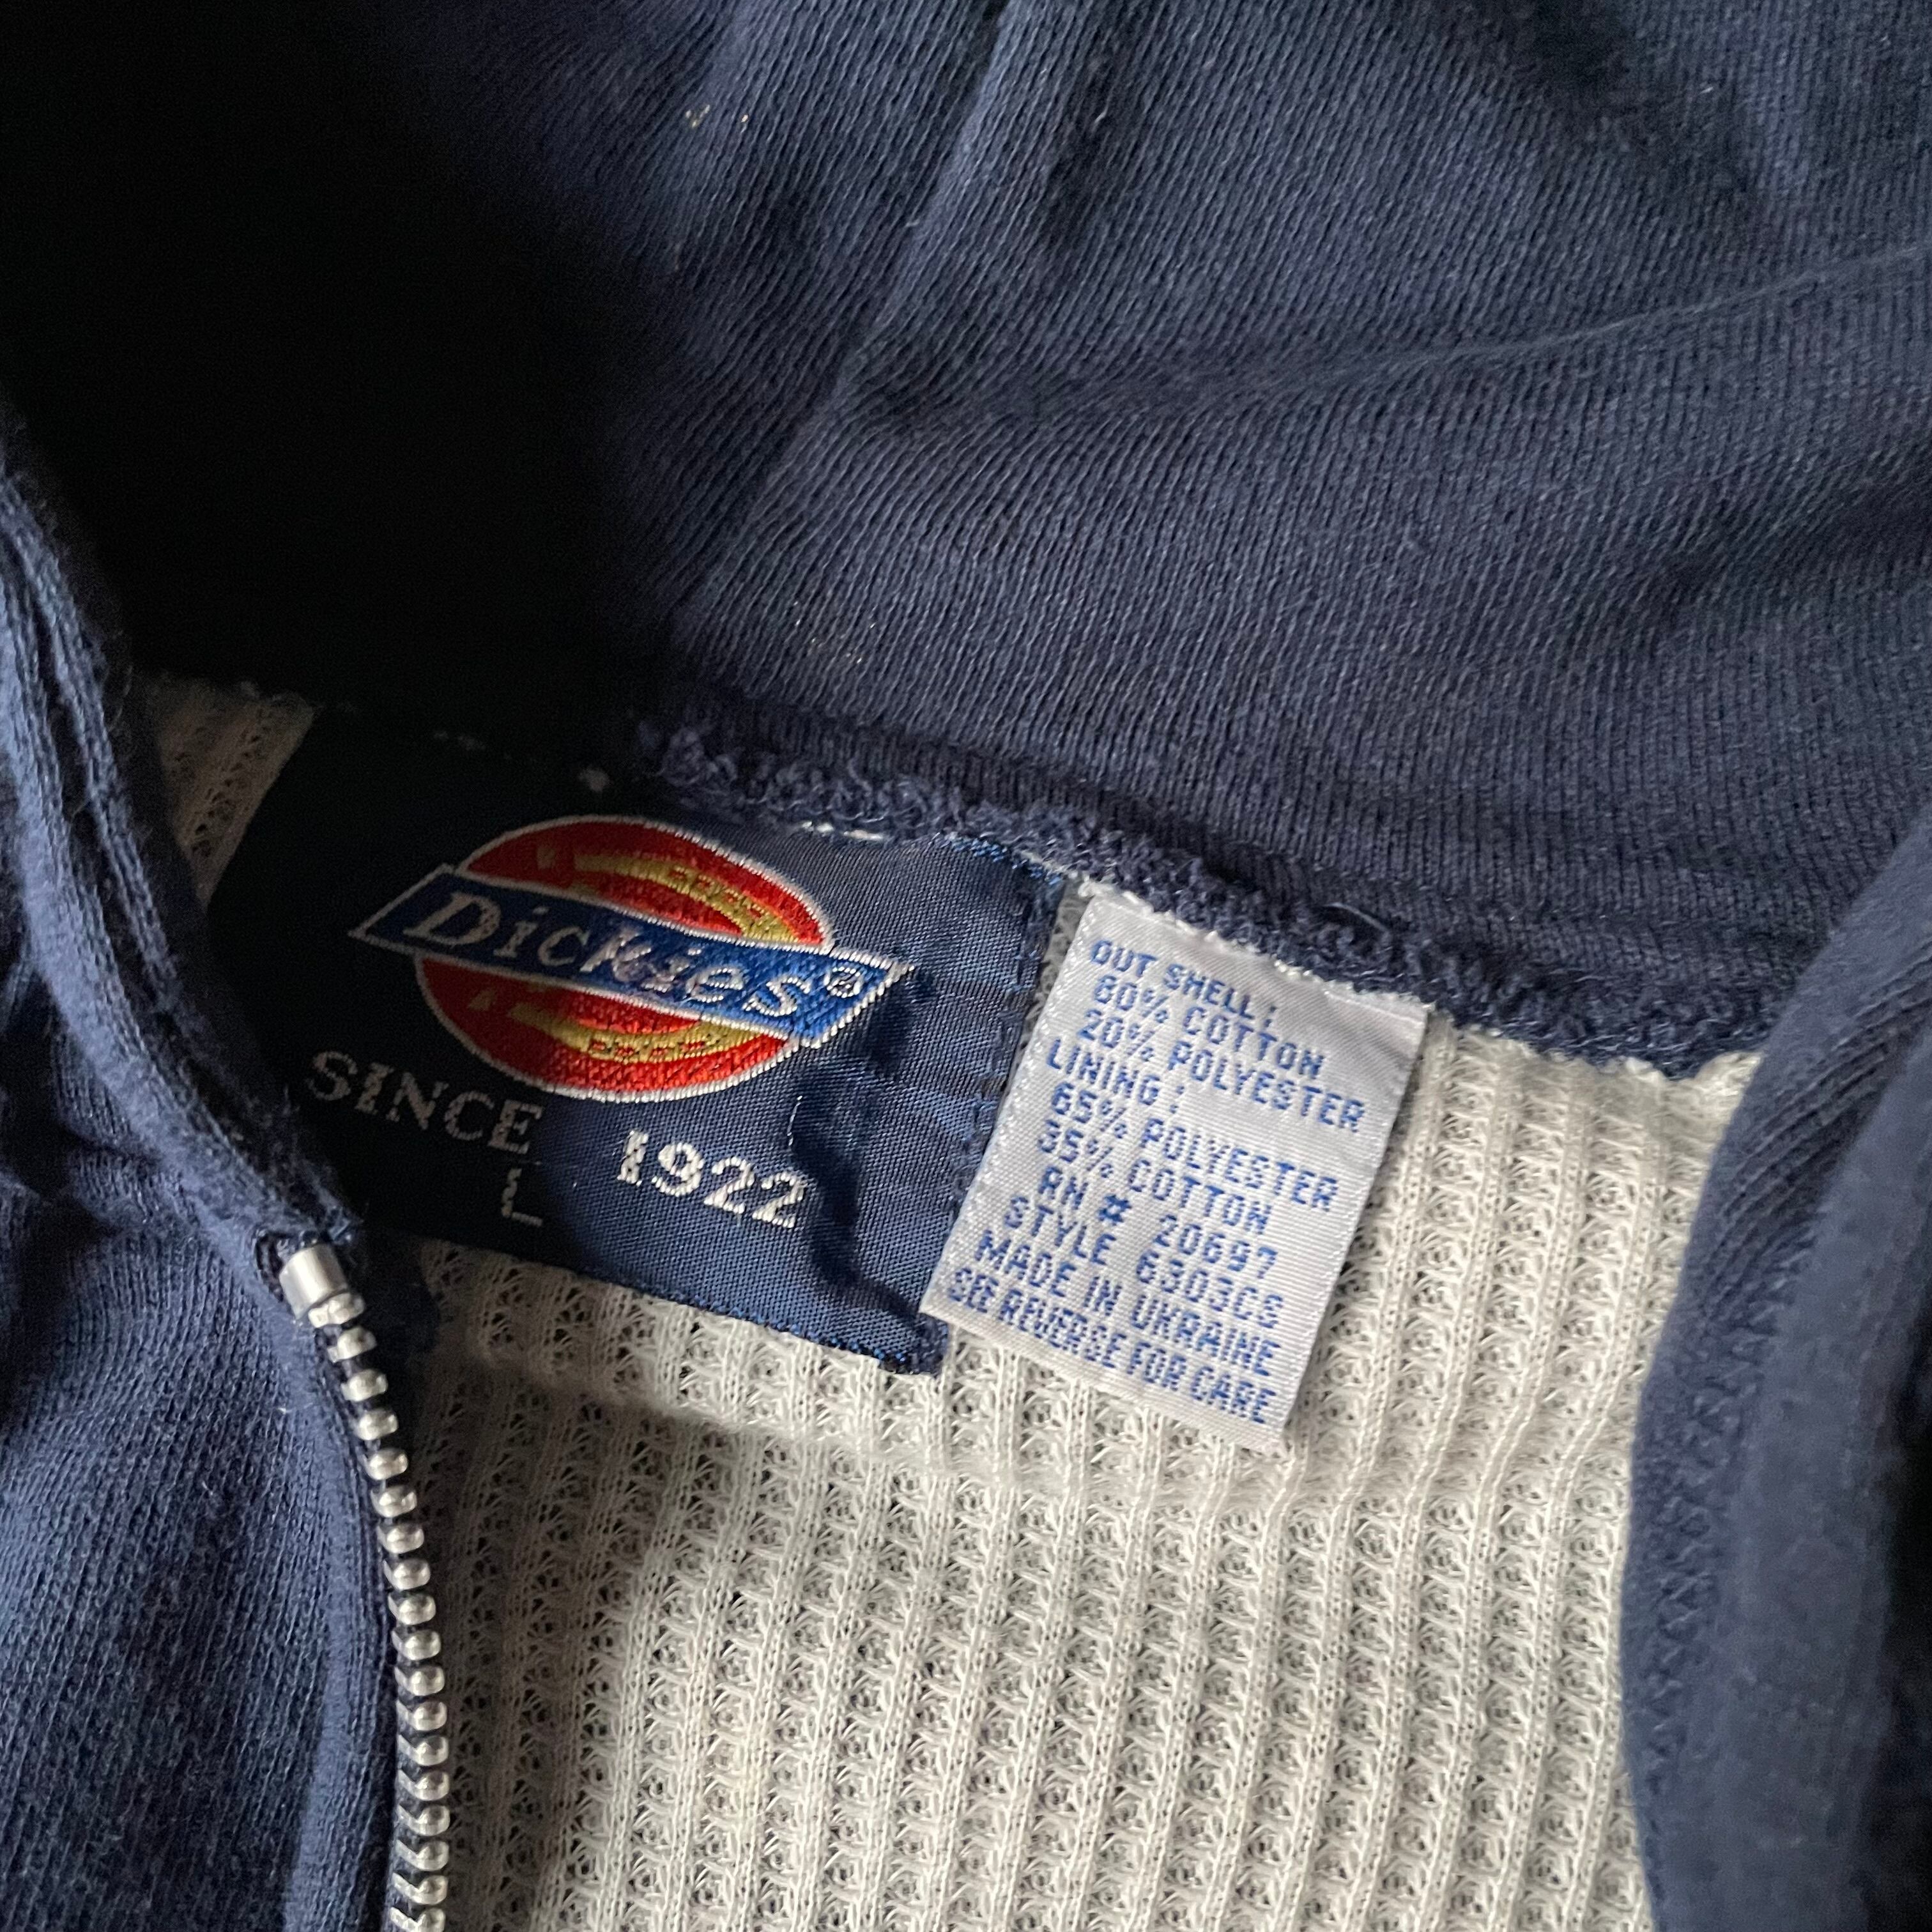 Dickies®
SINCE 1922
L
OUT SHELL:
80% COTTON
20% POLYESTER
LINING:
65% POLYESTER
35% COTTON
RN # 20697
STYLE 6303CS
MADE IN UKRAINE
SEE REVERSE FOR CARE